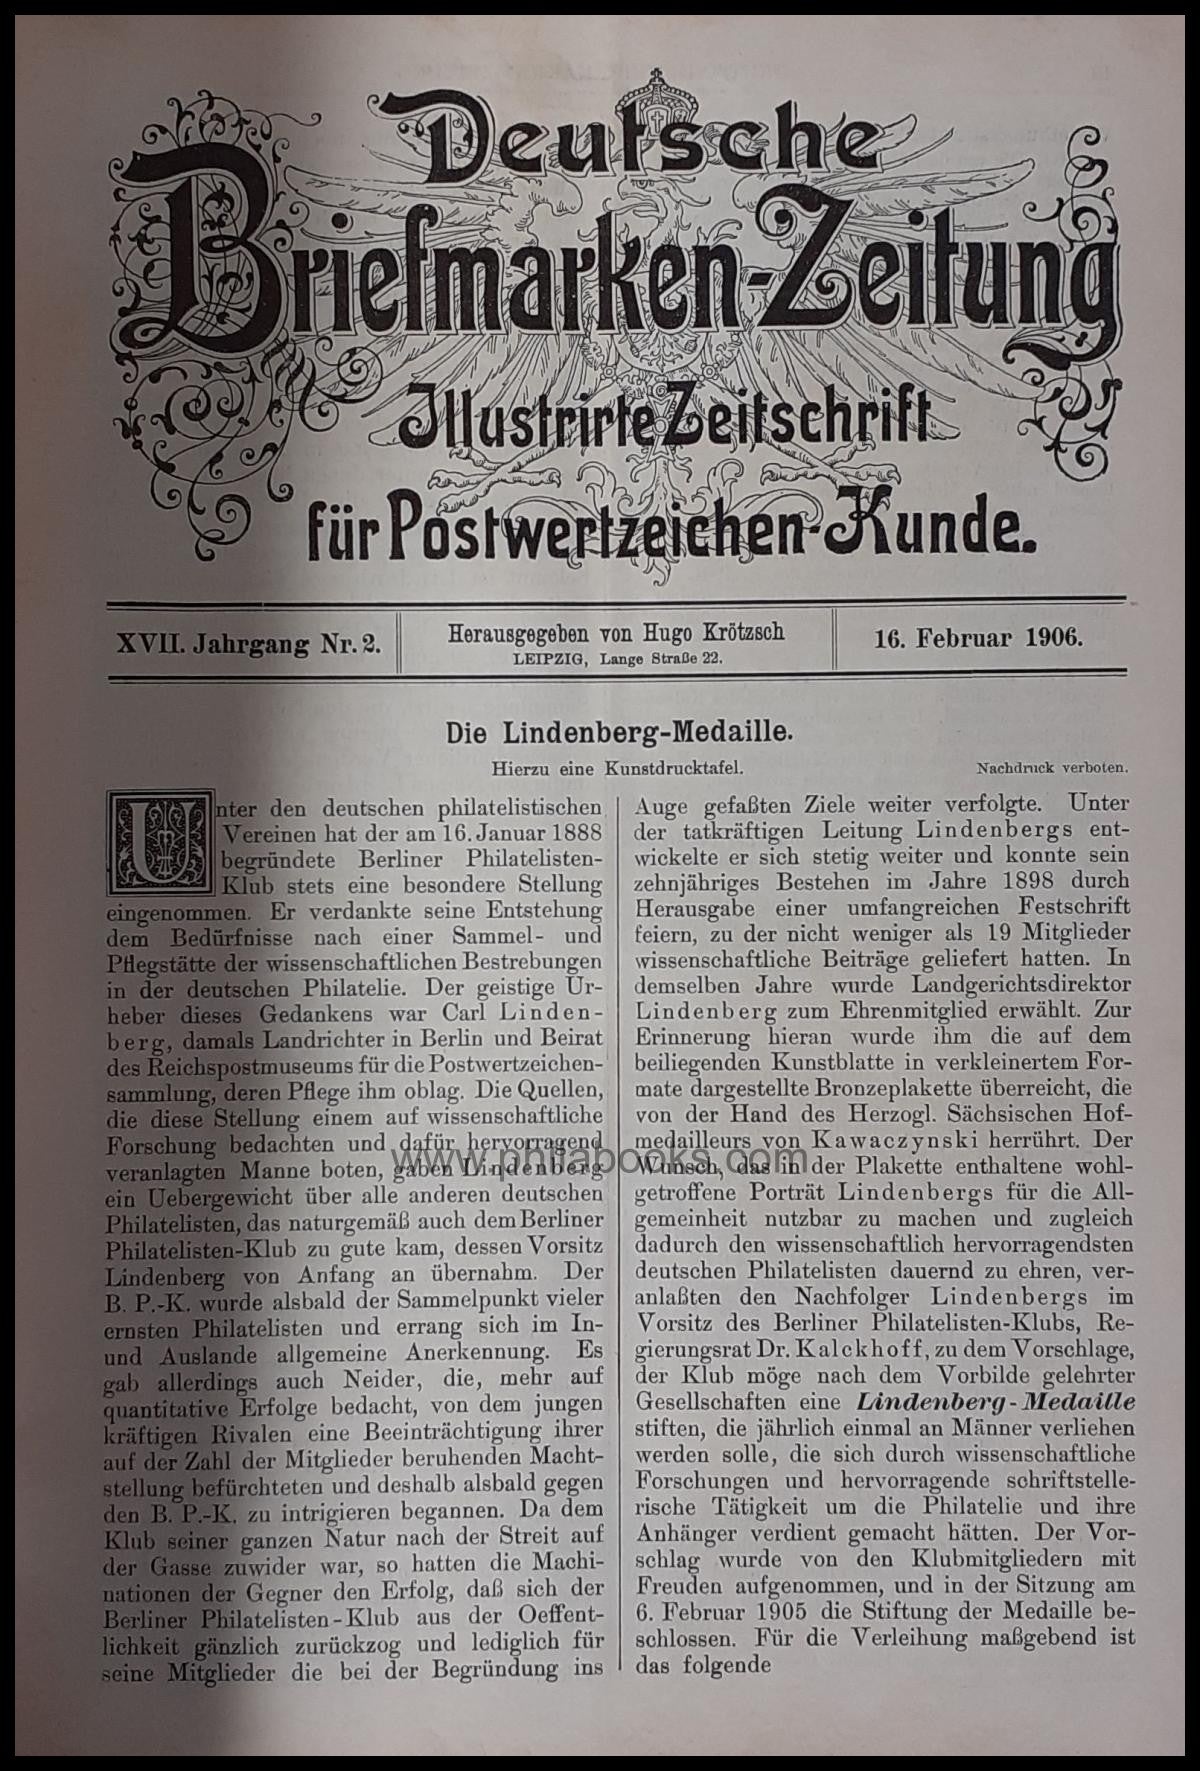 Deutsche
Briefmarken-Zeitung
Illustrirte Zeitschrift
für Postwertzeichen-Kunde.
XVII. Jahrgang Nr. 2.
Herausgegeben von Hugo Krötzsch
LEIPZIG, Lange Straße 22.
16. Februar 1906.
Die Lindenberg-Medaille.
Hierzu eine Kunstdrucktafel.
Nachdruck verboten.
Unter den deutschen philatelistischen
Vereinen hat der am 16. Januar 1888
begründete Berliner Philatelisten-
Klub stets eine besondere Stellung
eingenommen. Er verdankte seine Entstehung
dem Bedürfnisse nach einer Sammel- und
Pflegstätte der wissenschaftlichen Bestrebungen
in der deutschen Philatelie. Der geistige Ur-
heber dieses Gedankens war Carl Linden-
berg, damals Landrichter in Berlin und Beirat
des Reichspostmuseums für die Postwertzeichen-
sammlung, deren Pflege ihm oblag. Die Quellen,
die diese Stellung einem auf wissenschaftliche
Forschung bedachten und dafür hervorragend
veranlagten Manne boten, gaben Lindenberg
ein Uebergewicht über alle anderen deutschen
Philatelisten, das naturgemäß auch dem Berliner
Philatelisten-Klub zu gute kam, dessen Vorsitz
Lindenberg von Anfang an übernahm. Der
B. P.-K. wurde alsbald der Sammelpunkt vieler
ernsten Philatelisten und errang sich im In-
und Auslande allgemeine Anerkennung. Es
gab allerdings auch Neider, die, mehr auf
quantitative Erfolge bedacht, von dem jungen
kräftigen Rivalen eine Beeinträchtigung ihrer
auf der Zahl der Mitglieder beruhenden Macht-
stellung befürchteten und deshalb alsbald gegen
den B. P.-K. zu intrigieren begannen. Da dem
Klub seiner ganzen Natur nach der Streit auf
der Gasse zuwider war, so hatten die Machi-
nationen der Gegner den Erfolg, daß sich der
Berliner Philatelisten-Klub aus der Oeffent-
lichkeit gänzlich zurückzog und lediglich für
seine Mitglieder die bei der Begründung ins
Auge gefaßten Ziele weiter verfolgte. Unter
der tatkräftigen Leitung Lindenbergs ent-
wickelte er sich stetig weiter und konnte sein
zehnjähriges Bestehen im Jahre 1898 durch
Herausgabe einer umfangreichen Festschrift
feiern, zu der nicht weniger als 19 Mitglieder
wissenschaftliche Beiträge geliefert hatten. In
demselben Jahre wurde Landgerichtsdirektor
Lindenberg zum Ehrenmitglied erwählt. Zur
Erinnerung hieran wurde ihm die auf dem
beiliegenden Kunstblatte in verkleinertem For-
mate dargestellte Bronzeplakette überreicht, die
von der Hand des Herzogl. Sächsischen Hof-
medailleurs von Kawaczynski herrührt. Der
Wunsch, das in der Plakette enthaltene wohl-
getroffene Porträt Lindenbergs für die All-
gemeinheit nutzbar zu machen und zugleich
dadurch den wissenschaftlich hervorragendsten
deutschen Philatelisten dauernd zu ehren, ver-
anlaßten den Nachfolger Lindenbergs im
Vorsitz des Berliner Philatelisten-Klubs, Re-
gierungsrat Dr. Kalckhoff, zu dem Vorschlage,
der Klub möge nach dem Vorbilde gelehrter
Gesellschaften eine Lindenberg-Medaille
stiften, die jährlich einmal an Männer verliehen
werden solle, die sich durch wissenschaftliche
Forschungen und hervorragende schriftstelle-
rische Tätigkeit um die Philatelie und ihre
Anhänger verdient gemacht hätten. Der Vor-
schlag wurde von den Klubmitgliedern mit
Freuden aufgenommen, und in der Sitzung am
6. Februar 1905 die Stiftung der Medaille be-
schlossen. Für die Verleihung maßgebend ist
das folgende
www.philabooks.com